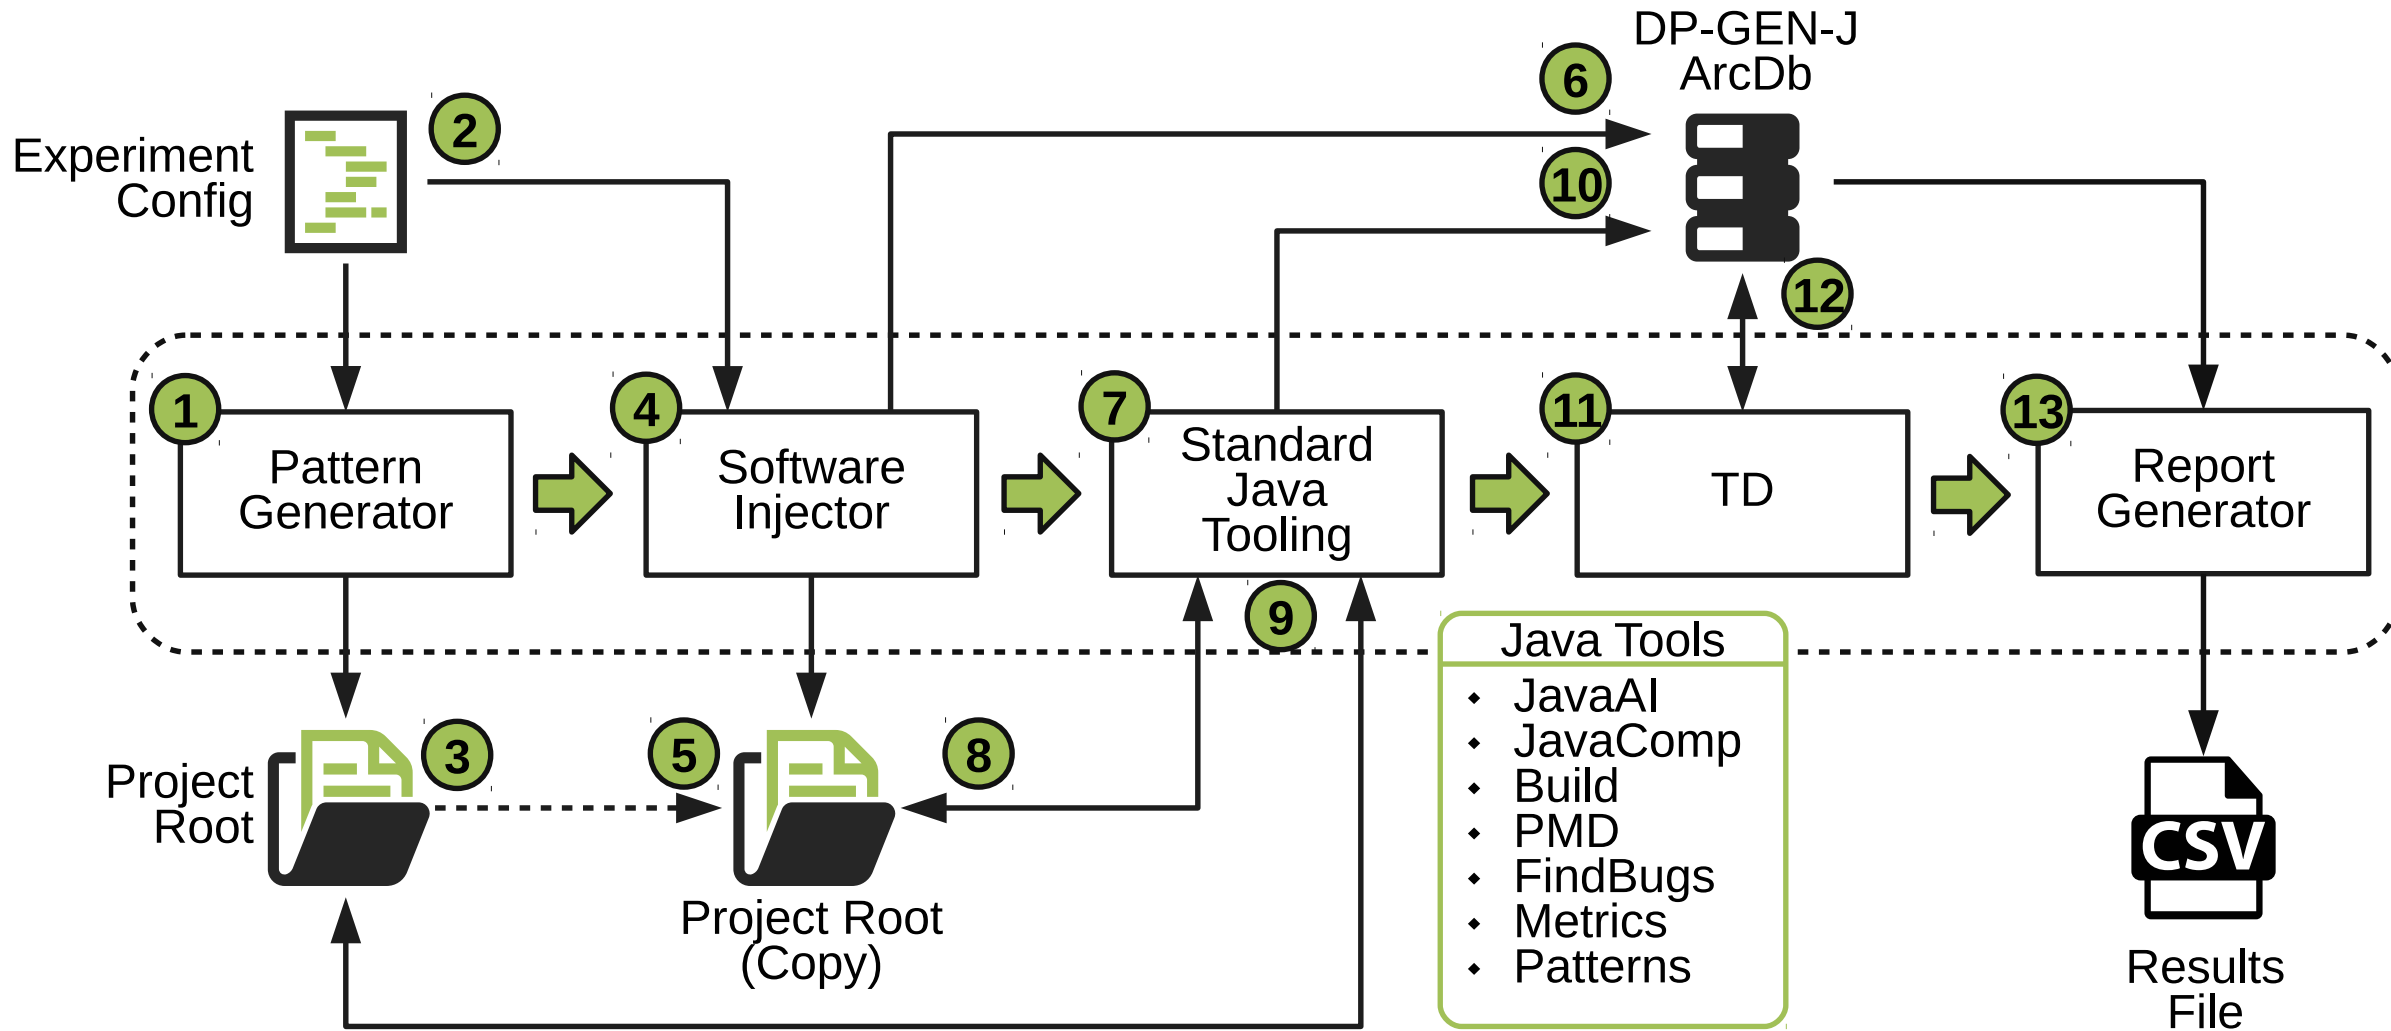 DP-GEN-J
ArcDb
6
2
Experiment
Config
10
12
1
4
7
11
13
Pattern
Generator
Software
Injector
Standard
Java
Tooling
TD
Report
Generator
9
Java Tools
JavaAI
JavaComp
Build
PMD
FindBugs
Metrics
Patterns
3
5
8
Project
Root
Project Root
(Copy)
CSV
Results
File